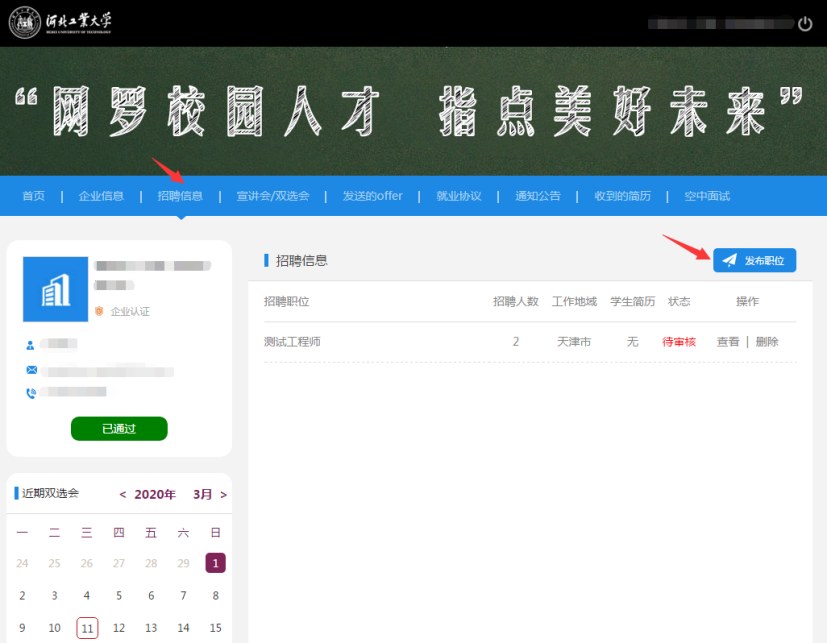 河北工业大学
HEBEI UNIVERSITY OF TECHNOLOGY
“网罗校园人才 指点美好未来”
首页 | 企业信息 | 招聘信息 | 宣讲会/双选会 | 发送的offer | 就业协议 | 通知公告 | 收到的简历 | 空中面试
企业认证
已通过
招聘信息
发布职位
招聘职位 招聘人数 工作地域 学生简历 状态 操作
测试工程师 2 天津市 无 待审核 查看 | 删除
近期双选会 < 2020年 3月 >
一 二 三 四 五 六 日
24 25 26 27 28 29 1
2 3 4 5 6 7 8
9 10 11 12 13 14 15